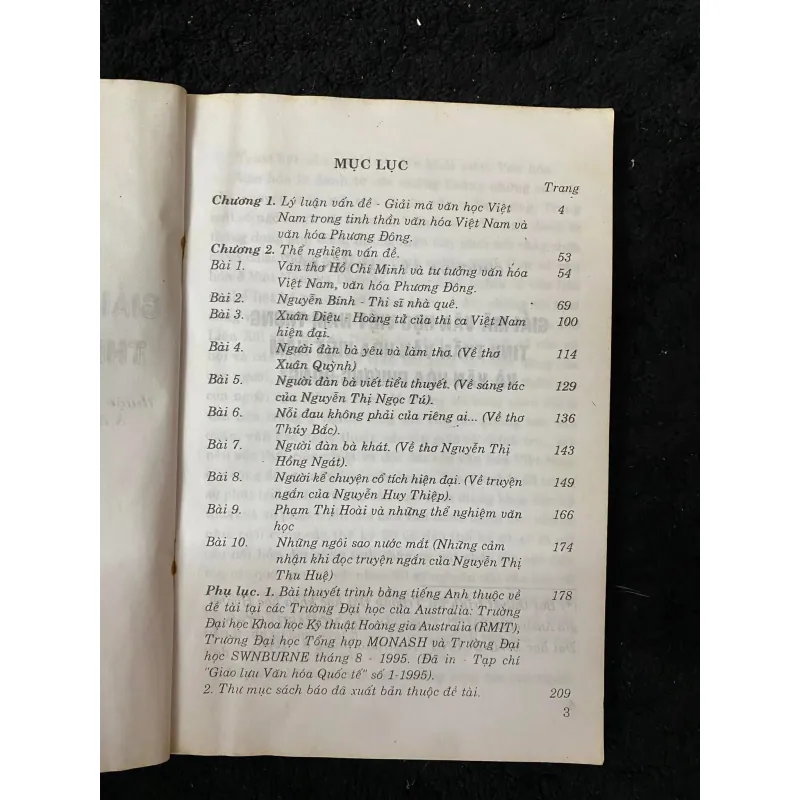 MỤC LỤC
Trang
Chương 1. Lý luận vấn đề - Giải mã văn học Việt 4
Nam trong tinh thần văn hóa Việt Nam và
văn hóa Phương Đông.
Chương 2. Thể nghiệm vấn đề. 53
Bài 1. Văn thơ Hồ Chí Minh và tư tưởng văn hóa 54
Việt Nam, văn hóa Phương Đông.
Bài 2. Nguyễn Bính - Thi sĩ nhà quê. 69
Bài 3. Xuân Diệu - Hoàng tử của thi ca Việt Nam 100
hiện đại.
Bài 4. Người đàn bà yêu và làm thơ. (Về thơ 114
Xuân Quỳnh)
Bài 5. Người đàn bà viết tiểu thuyết. (Về sáng tác 129
của Nguyễn Thị Ngọc Tú).
Bài 6. Nỗi đau không phải của riêng ai... (Về thơ 136
Thúy Bắc).
Bài 7. Người đàn bà khát. (Về thơ Nguyễn Thị 143
Hồng Ngát).
Bài 8. Người kể chuyện cổ tích hiện đại. (Về truyện 149
ngắn của Nguyễn Huy Thiệp).
Bài 9. Phạm Thị Hoài và những thể nghiệm văn 166
học
Bài 10. Những ngôi sao nước mắt (Những cảm 174
nhận khi đọc truyện ngắn của Nguyễn Thị
Thu Huệ)
Phụ lục. 1. Bài thuyết trình bằng tiếng Anh thuộc về 178
đề tài tại các Trường Đại học của Australia: Trường
Đại học Khoa học Kỹ thuật Hoàng gia Australia (RMIT),
Trường Đại học Tổng hợp MONASH và Trường Đại
học SWNBURNE tháng 8 - 1995. (Đã in - Tạp chí
"Giao lưu Văn hóa Quốc tế" số 1-1995).
2. Thư mục sách báo đã xuất bản thuộc đề tài. 209
3